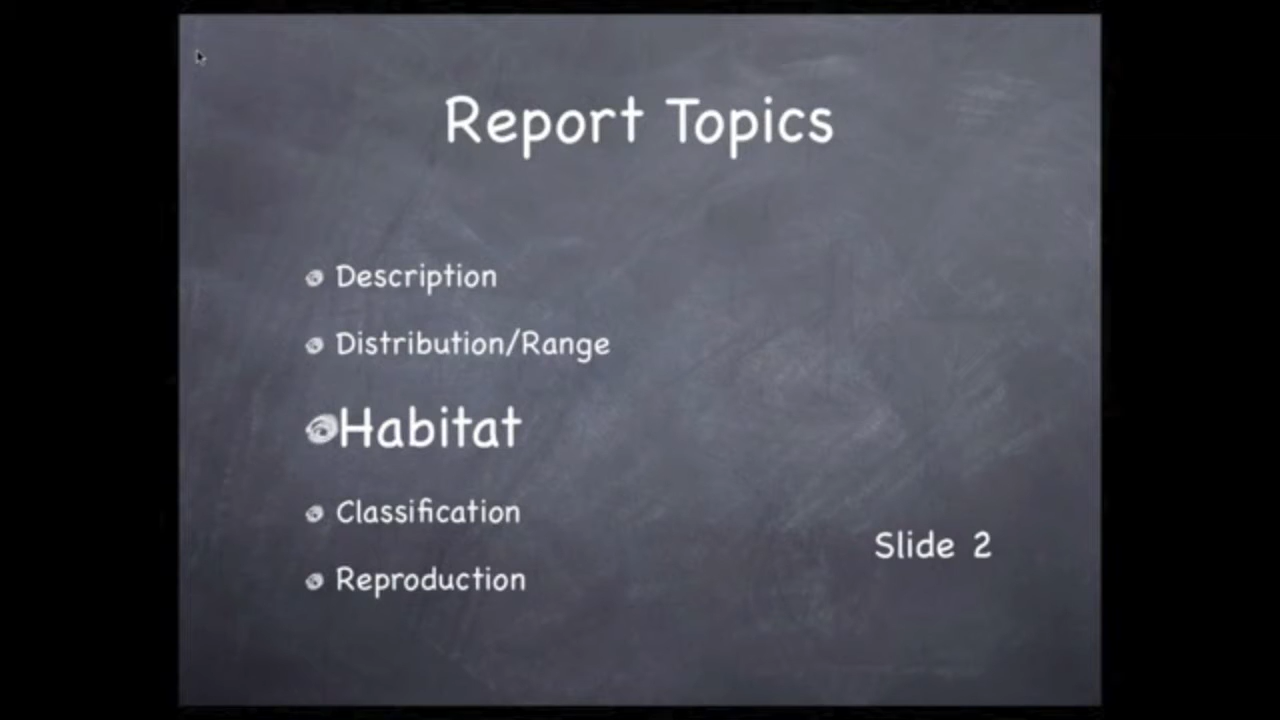 Report Topics
Description
Distribution/Range
Habitat
Classification
Reproduction
Slide 2